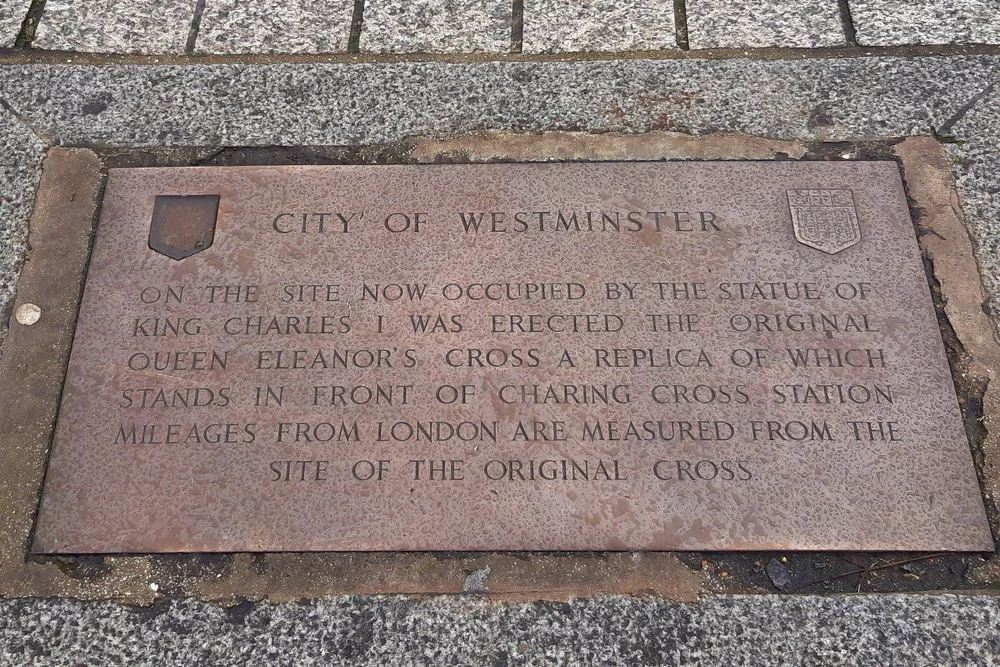 CITY OF WESTMINSTER
ON THE SITE NOW OCCUPIED BY THE STATUE OF
KING CHARLES I WAS ERECTED THE ORIGINAL
QUEEN ELEANOR'S CROSS A REPLICA OF WHICH
STANDS IN FRONT OF CHARING CROSS STATION
MILEAGES FROM LONDON ARE MEASURED FROM THE
SITE OF THE ORIGINAL CROSS.